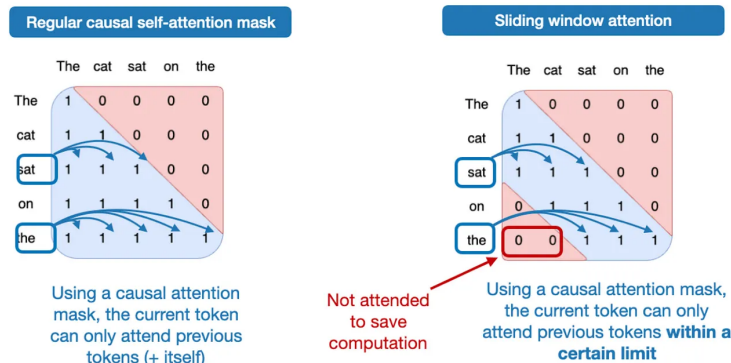 Regular causal self-attention mask
Sliding window attention
The cat sat on the
The 1 0 0 0 0
cat 1 1 0 0 0
sat 1 1 1 0 0
on 1 1 1 1 0
the 1 1 1 1 1
Using a causal attention
mask, the current token
can only attend previous
tokens (+ itself)
The cat sat on the
The 1 0 0 0 0
cat 1 1 0 0 0
sat 1 1 1 0 0
on 0 1 1 1 0
the 0 0 1 1 1
Not attended
to save
computation
Using a causal attention mask,
the current token can only
attend previous tokens within a
certain limit